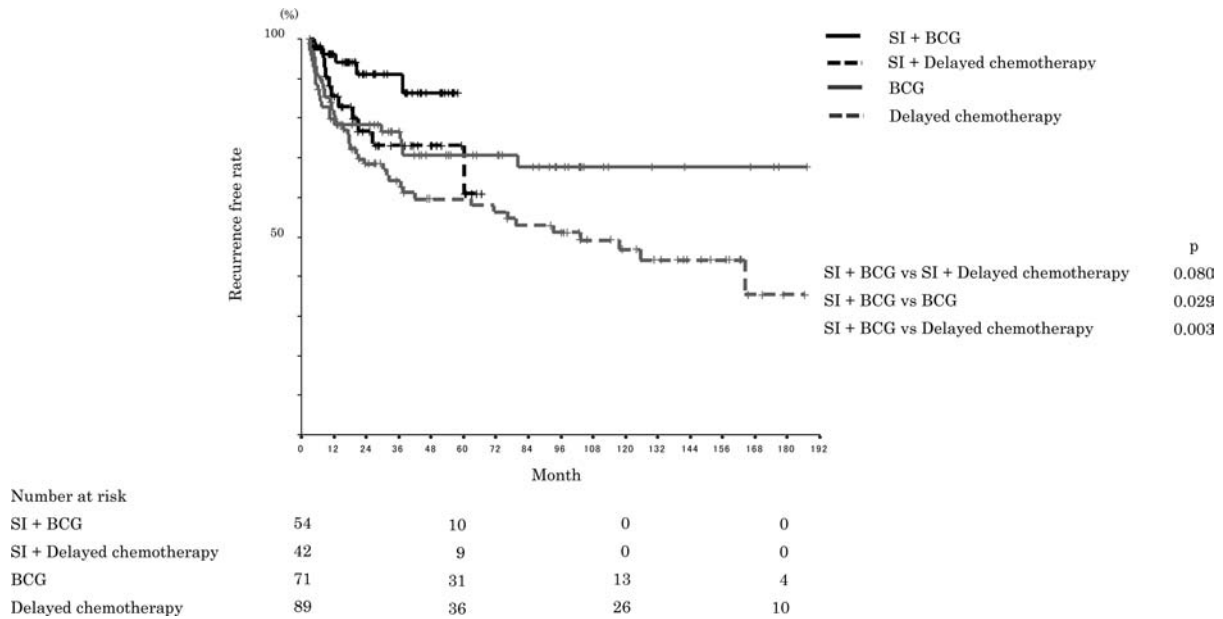 (%)
100
50
Recurrence free rate
SI + BCG
SI + Delayed chemotherapy
BCG
Delayed chemotherapy
p
SI + BCG vs SI + Delayed chemotherapy 0.080
SI + BCG vs BCG 0.029
SI + BCG vs Delayed chemotherapy 0.003
0 12 24 36 48 60 72 84 96 108 120 132 144 156 168 180 192
Month
Number at risk
SI + BCG 54 10 0 0
SI + Delayed chemotherapy 42 9 0 0
BCG 71 31 13 4
Delayed chemotherapy 89 36 26 10